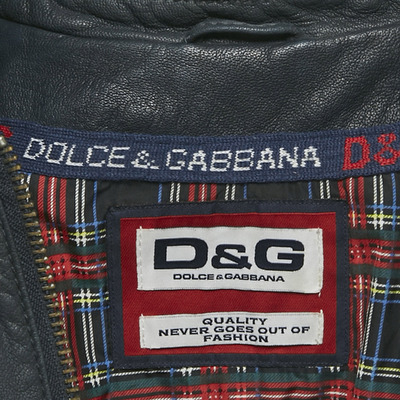 DOLCE & GABBANA D&
D&G
DOLCE & GABBANA
QUALITY
NEVER GOES OUT OF
FASHION